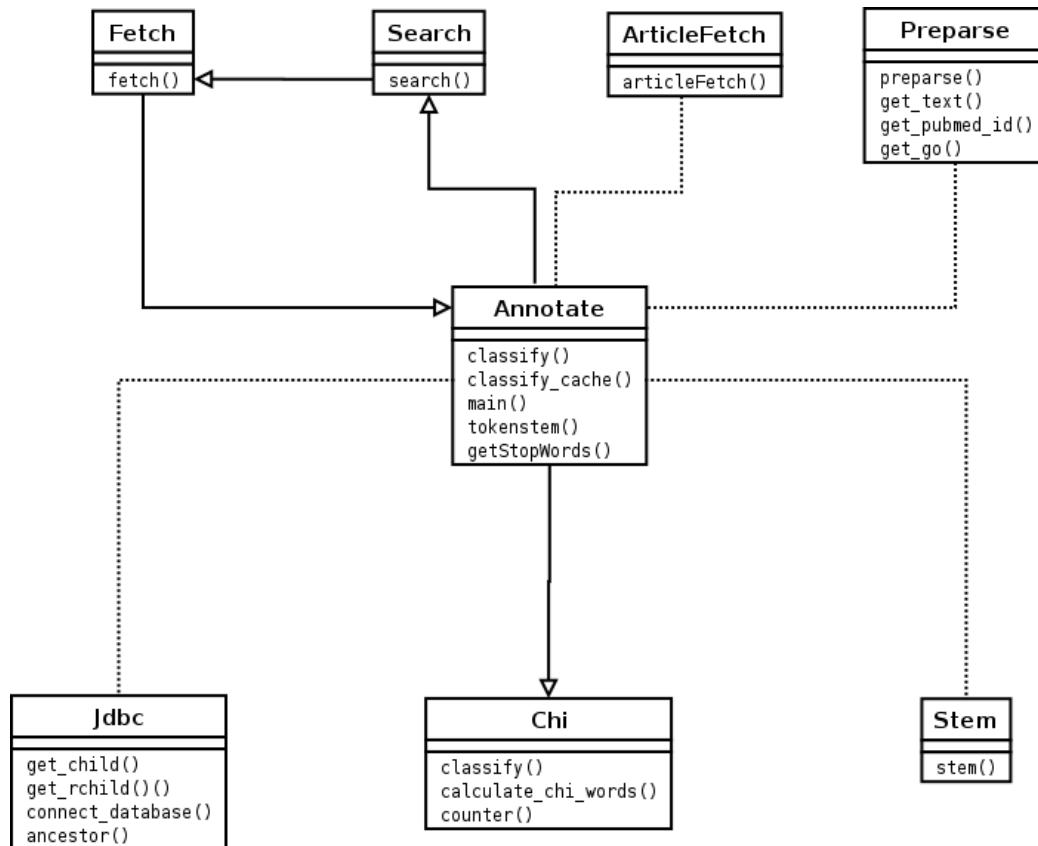 Fetch
fetch()
Search
search()
ArticleFetch
articleFetch()
Preparse
preparse()
get_text()
get_pubmed_id()
get_go()
Annotate
classify()
classify_cache()
main()
tokenstem()
getStopWords()
Jdbc
get_child()
get_rchild()()
connect_database()
ancestor()
Chi
classify()
calculate_chi_words()
counter()
Stem
stem()